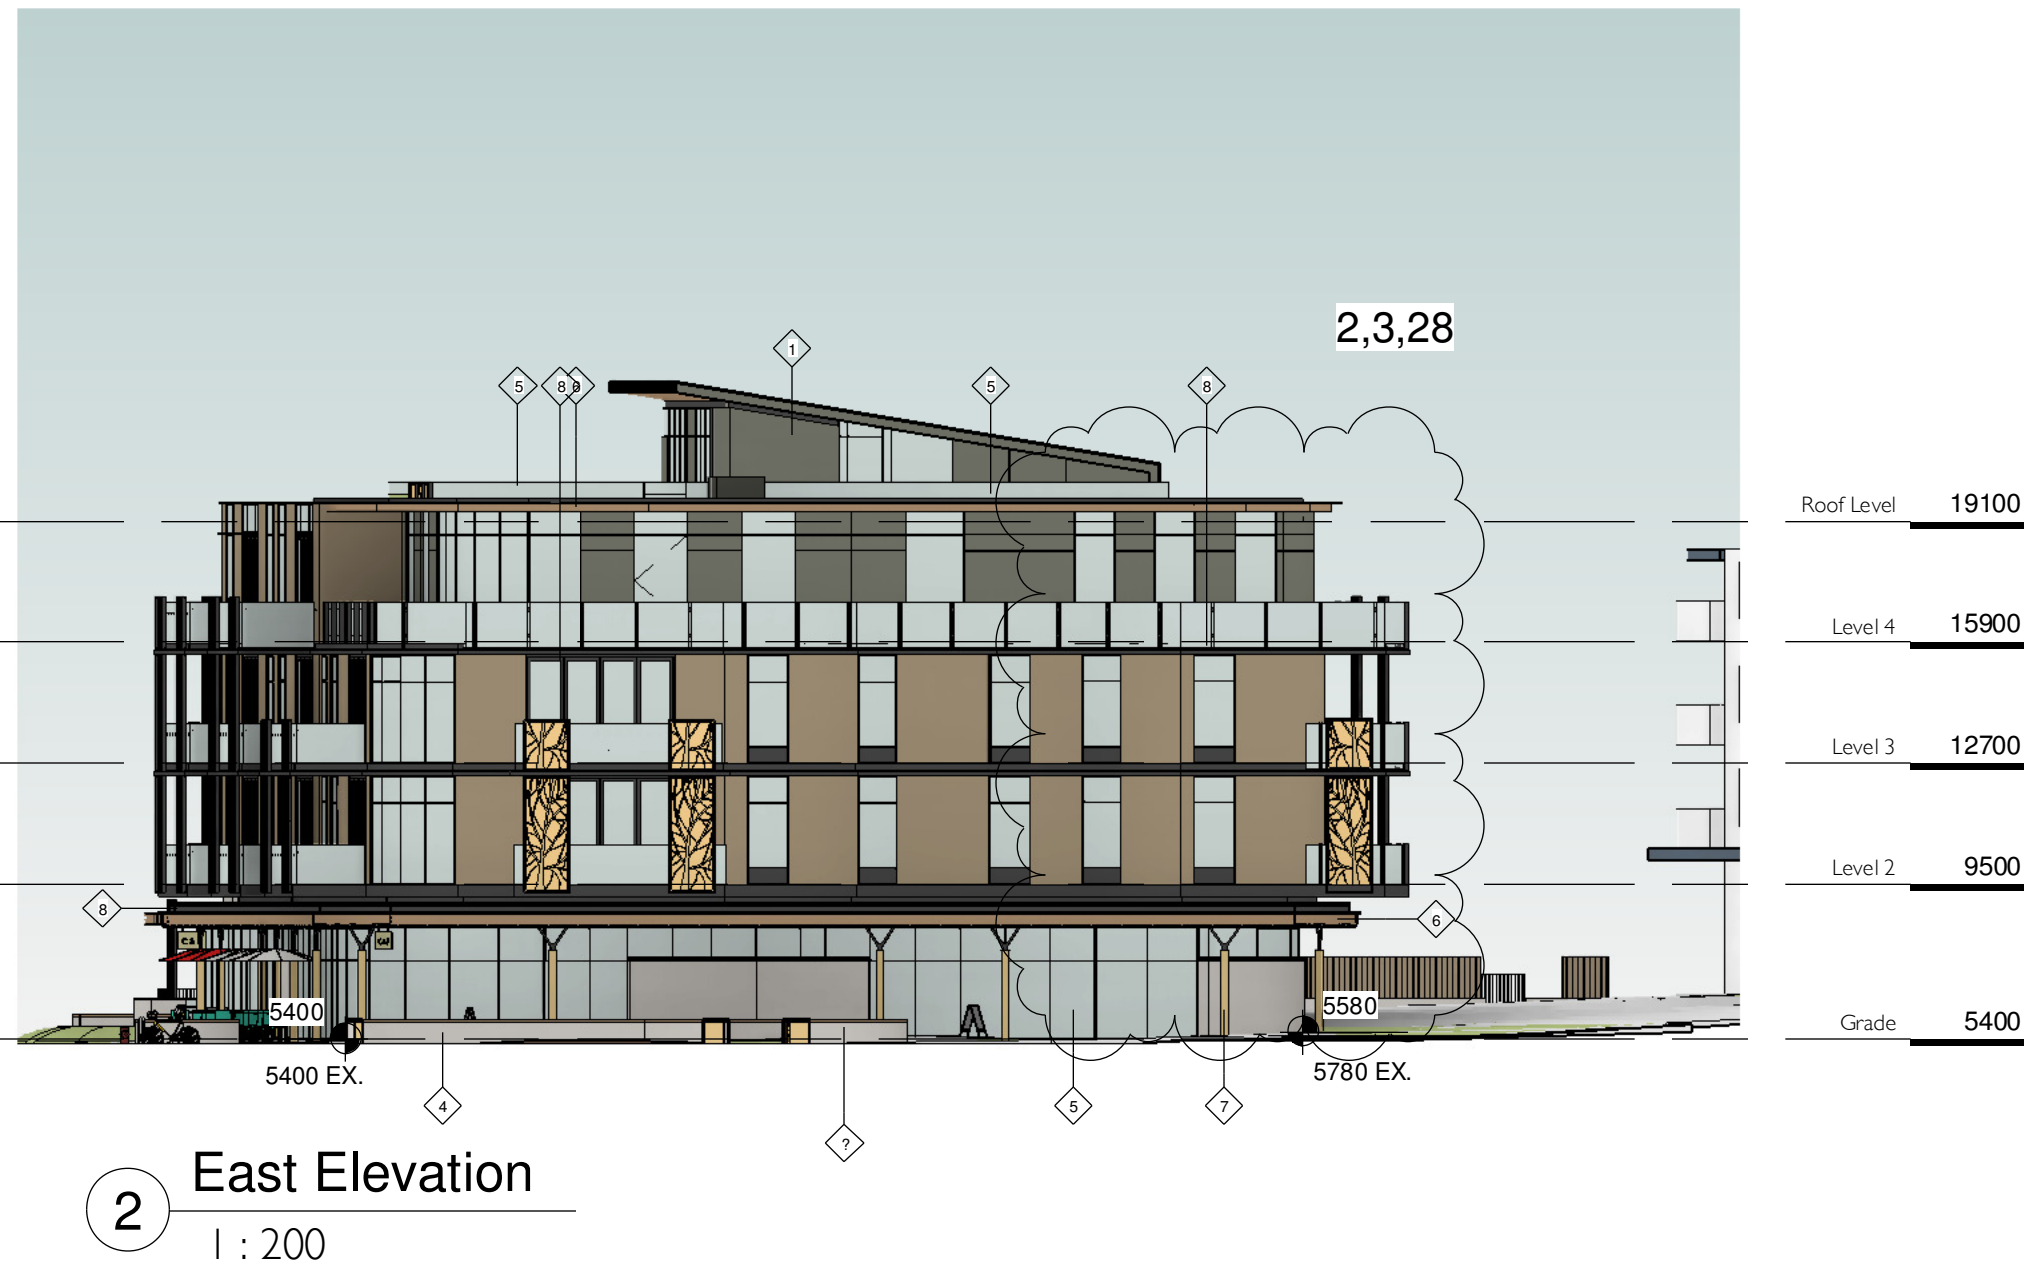 2,3,28
1
5
8
5
8
Roof Level 19100
Level 4 15900
Level 3 12700
Level 2 9500
8
6
5400
5580
Grade 5400
5400 EX.
5780 EX.
4
5
7
?
2
East Elevation
1 : 200